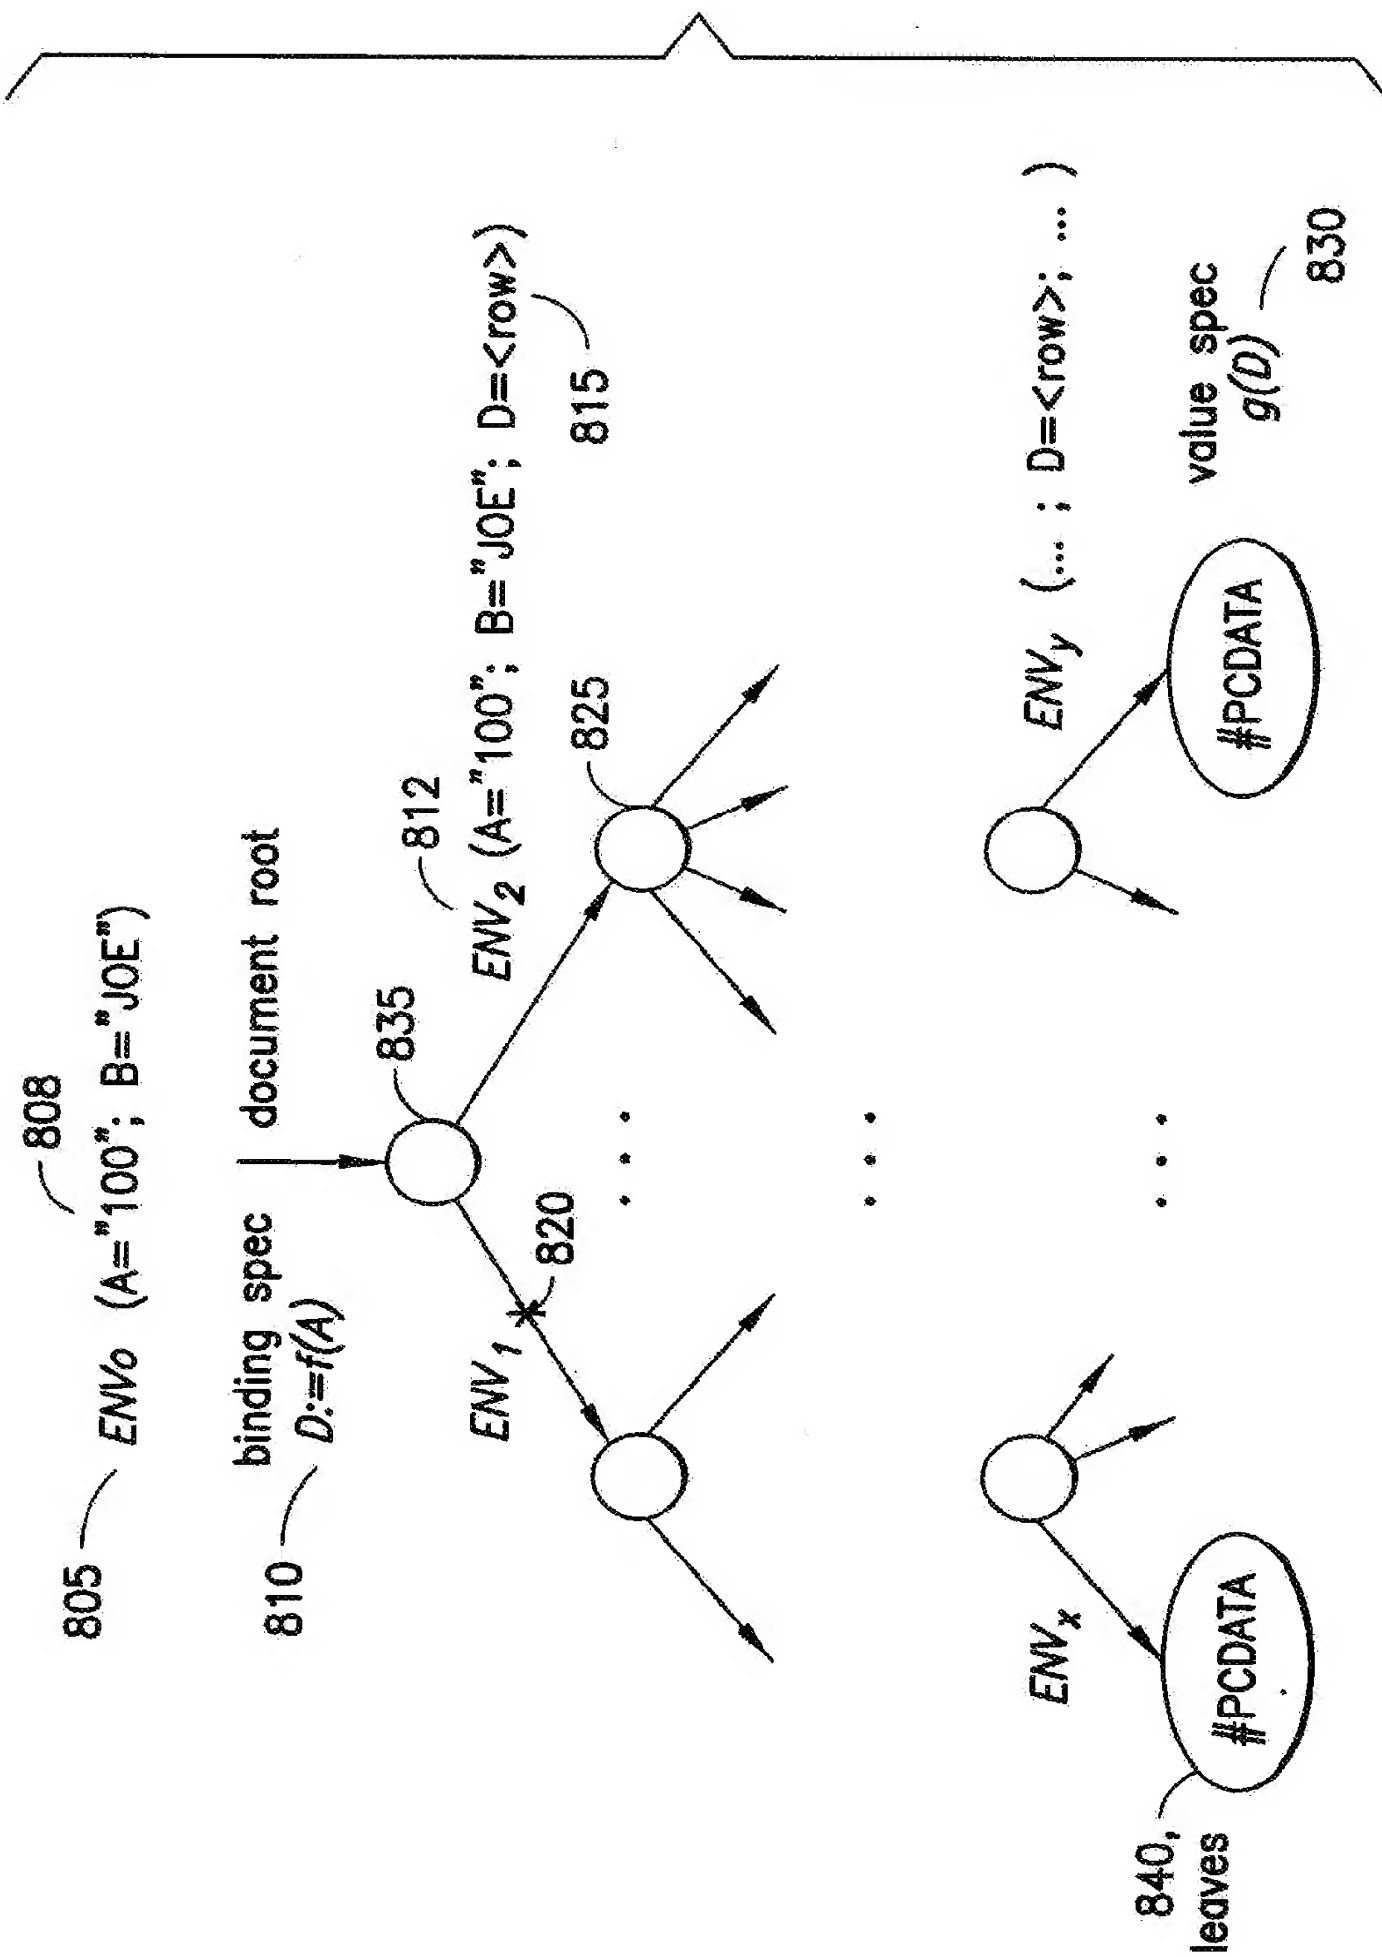 808
805 ENVo (A="100"; B="JOE")
binding spec document root
810 D:=f(A)
835
812
ENV1 ENV2 (A="100"; B="JOE"; D=<row>)
820 825 815
ENVx ENVy (... ; D=<row>; ... )
840, #PCDATA #PCDATA value spec
leaves g(D)
830